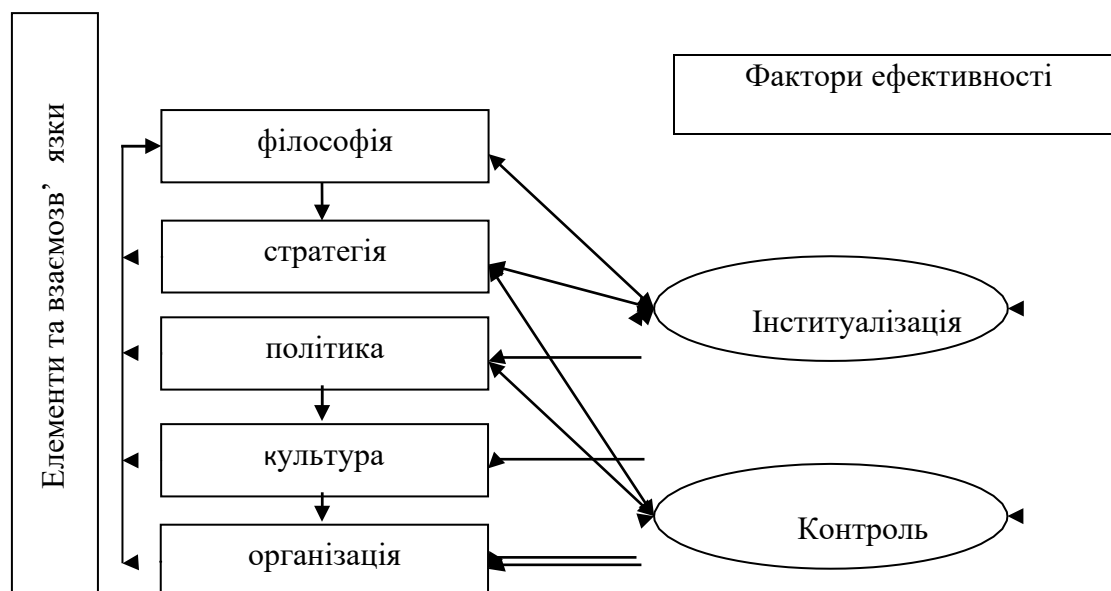 Елементи та взаємозв’ язки
Фактори ефективності
філософія
стратегія
Інституалізація
політика
культура
Контроль
організація